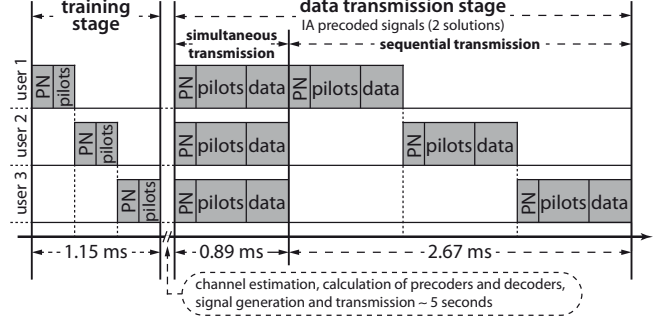 training
stage
data transmission stage
IA precoded signals (2 solutions)
simultaneous
transmission
sequential transmission
user 1
PN pilots
PN pilots data
PN pilots data
user 2
PN pilots
PN pilots data
PN pilots data
user 3
PN pilots
PN pilots data
PN pilots data
1.15 ms
0.89 ms
2.67 ms
channel estimation, calculation of precoders and decoders,
signal generation and transmission ~ 5 seconds